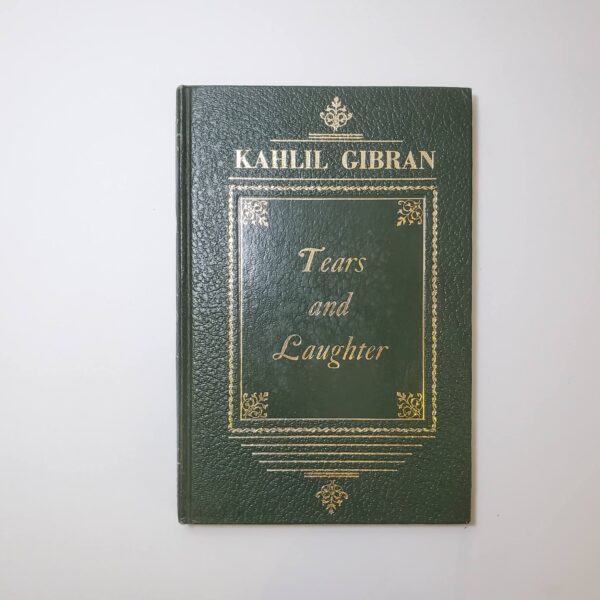 KAHLIL GIBRAN
Tears
and
Laughter